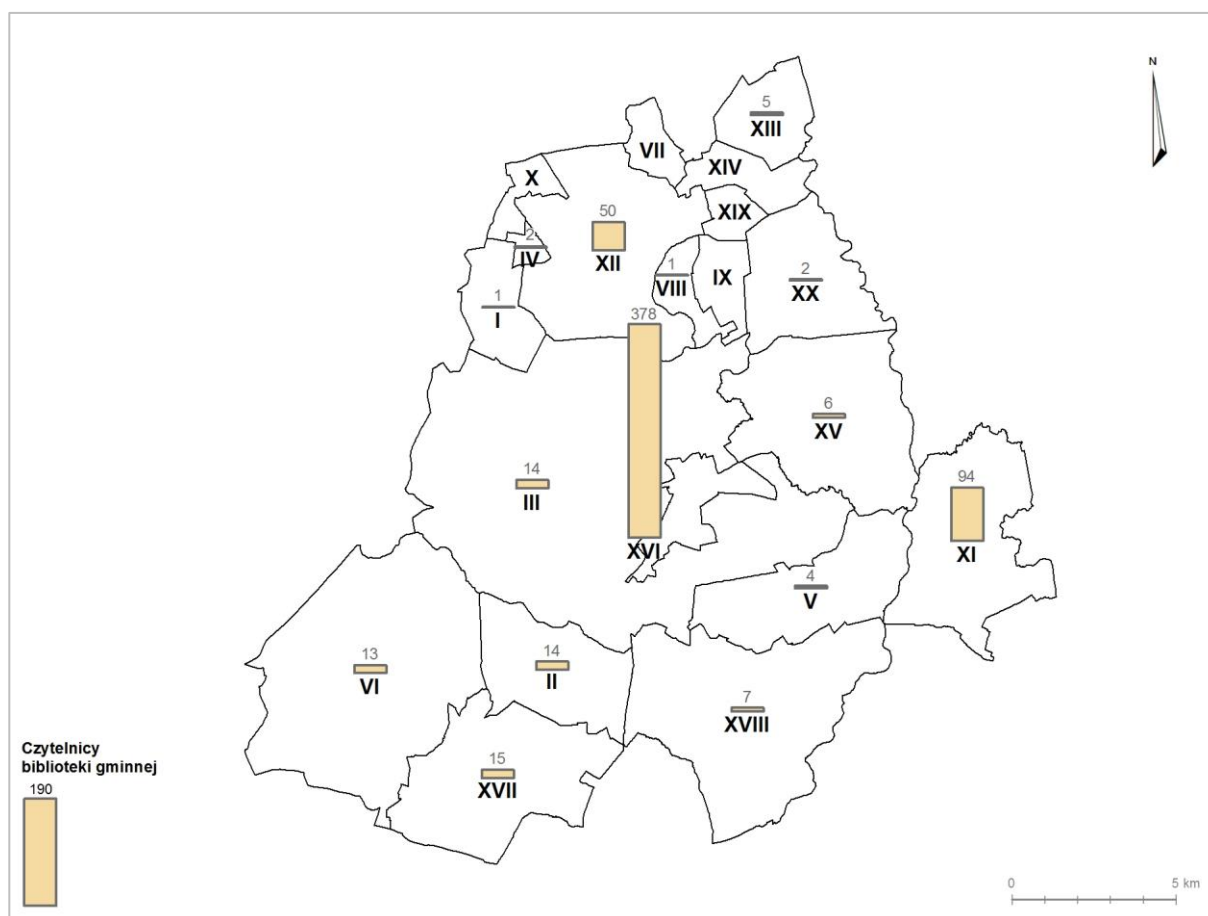 N
5
XIII
VII
XIV
X
XIX
50
XII
2
IV
1
VIII
IX
2
XX
1
I
378
XVI
6
XV
14
III
94
XI
4
V
13
VI
14
II
7
XVIII
15
XVII
Czytelnicy
biblioteki gminnej
190
0 5 km